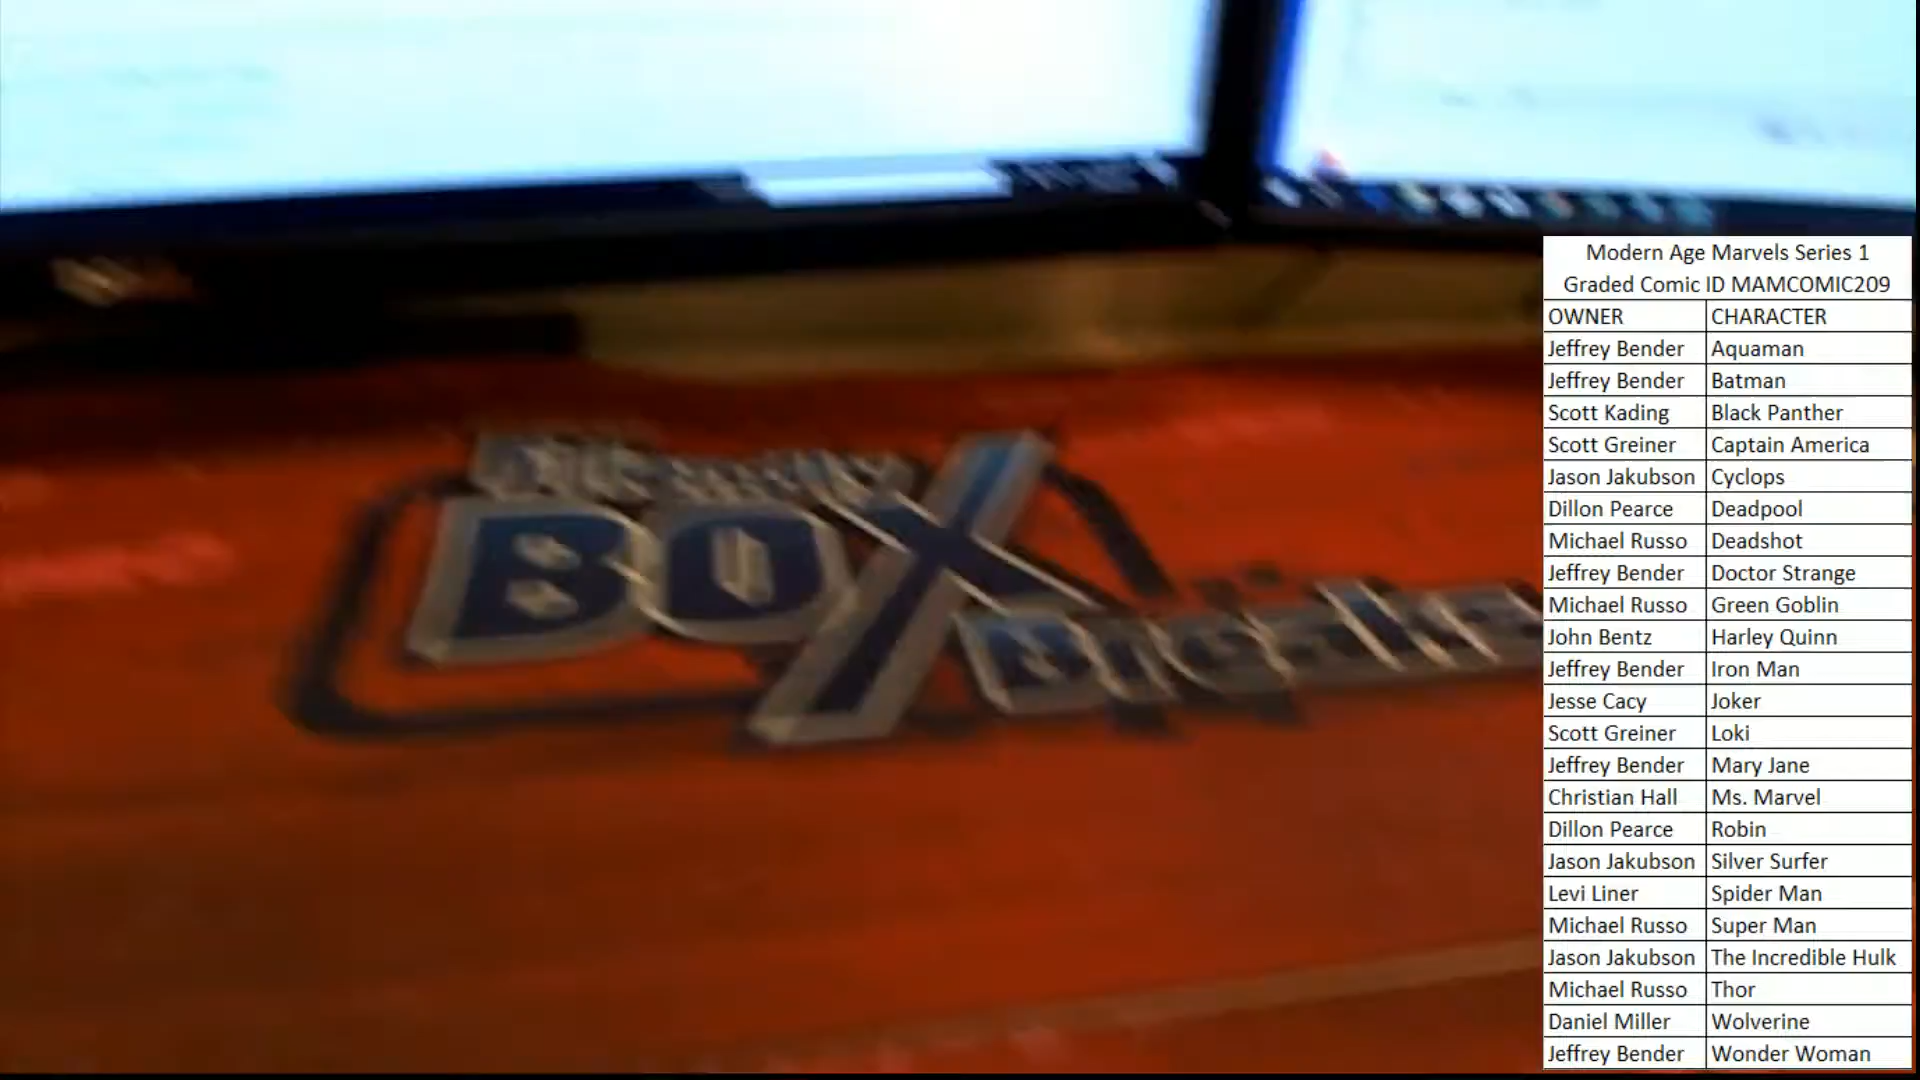 BOX
Breaks
Modern Age Marvels Series 1
Graded Comic ID MAMCOMIC209
OWNER CHARACTER
Jeffrey Bender Aquaman
Jeffrey Bender Batman
Scott Kading Black Panther
Scott Greiner Captain America
Jason Jakubson Cyclops
Dillon Pearce Deadpool
Michael Russo Deadshot
Jeffrey Bender Doctor Strange
Michael Russo Green Goblin
John Bentz Harley Quinn
Jeffrey Bender Iron Man
Jesse Cacy Joker
Scott Greiner Loki
Jeffrey Bender Mary Jane
Christian Hall Ms. Marvel
Dillon Pearce Robin
Jason Jakubson Silver Surfer
Levi Liner Spider Man
Michael Russo Super Man
Jason Jakubson The Incredible Hulk
Michael Russo Thor
Daniel Miller Wolverine
Jeffrey Bender Wonder Woman